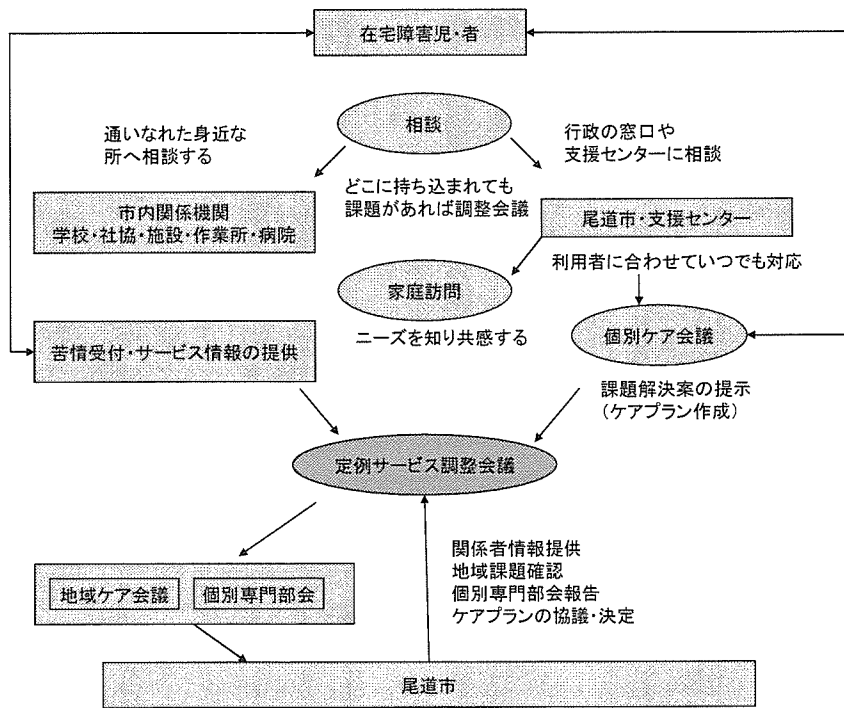 在宅障害児・者
相談
通いなれた身近な
所へ相談する
行政の窓口や
支援センターに相談
どこに持ち込まれても
課題があれば調整会議
市内関係機関
学校・社協・施設・作業所・病院
尾道市・支援センター
利用者に合わせていつでも対応
家庭訪問
ニーズを知り共感する
個別ケア会議
苦情受付・サービス情報の提供
課題解決案の提示
(ケアプラン作成)
定例サービス調整会議
関係者情報提供
地域課題確認
個別専門部会報告
ケアプランの協議・決定
地域ケア会議
個別専門部会
尾道市